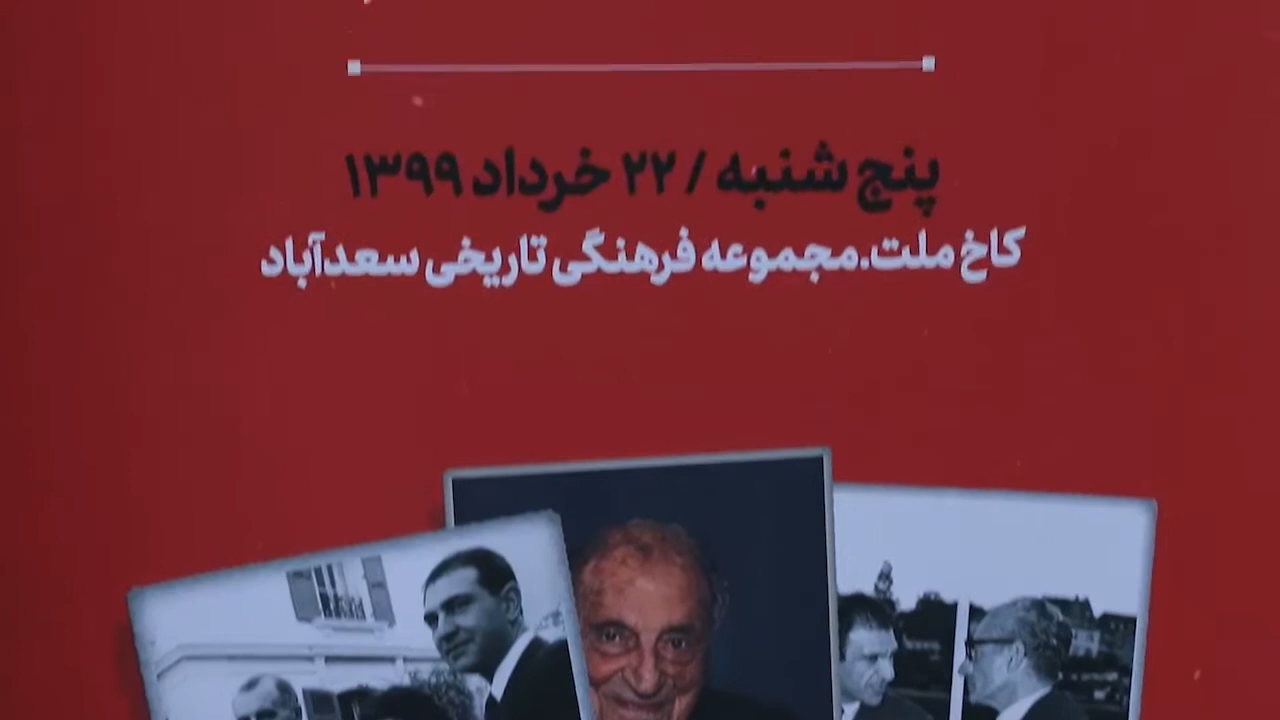 پنج شنبه / ۲۲ خرداد ۱۳۹۹
کاخ ملت.مجموعه فرهنگی تاریخی سعدآباد